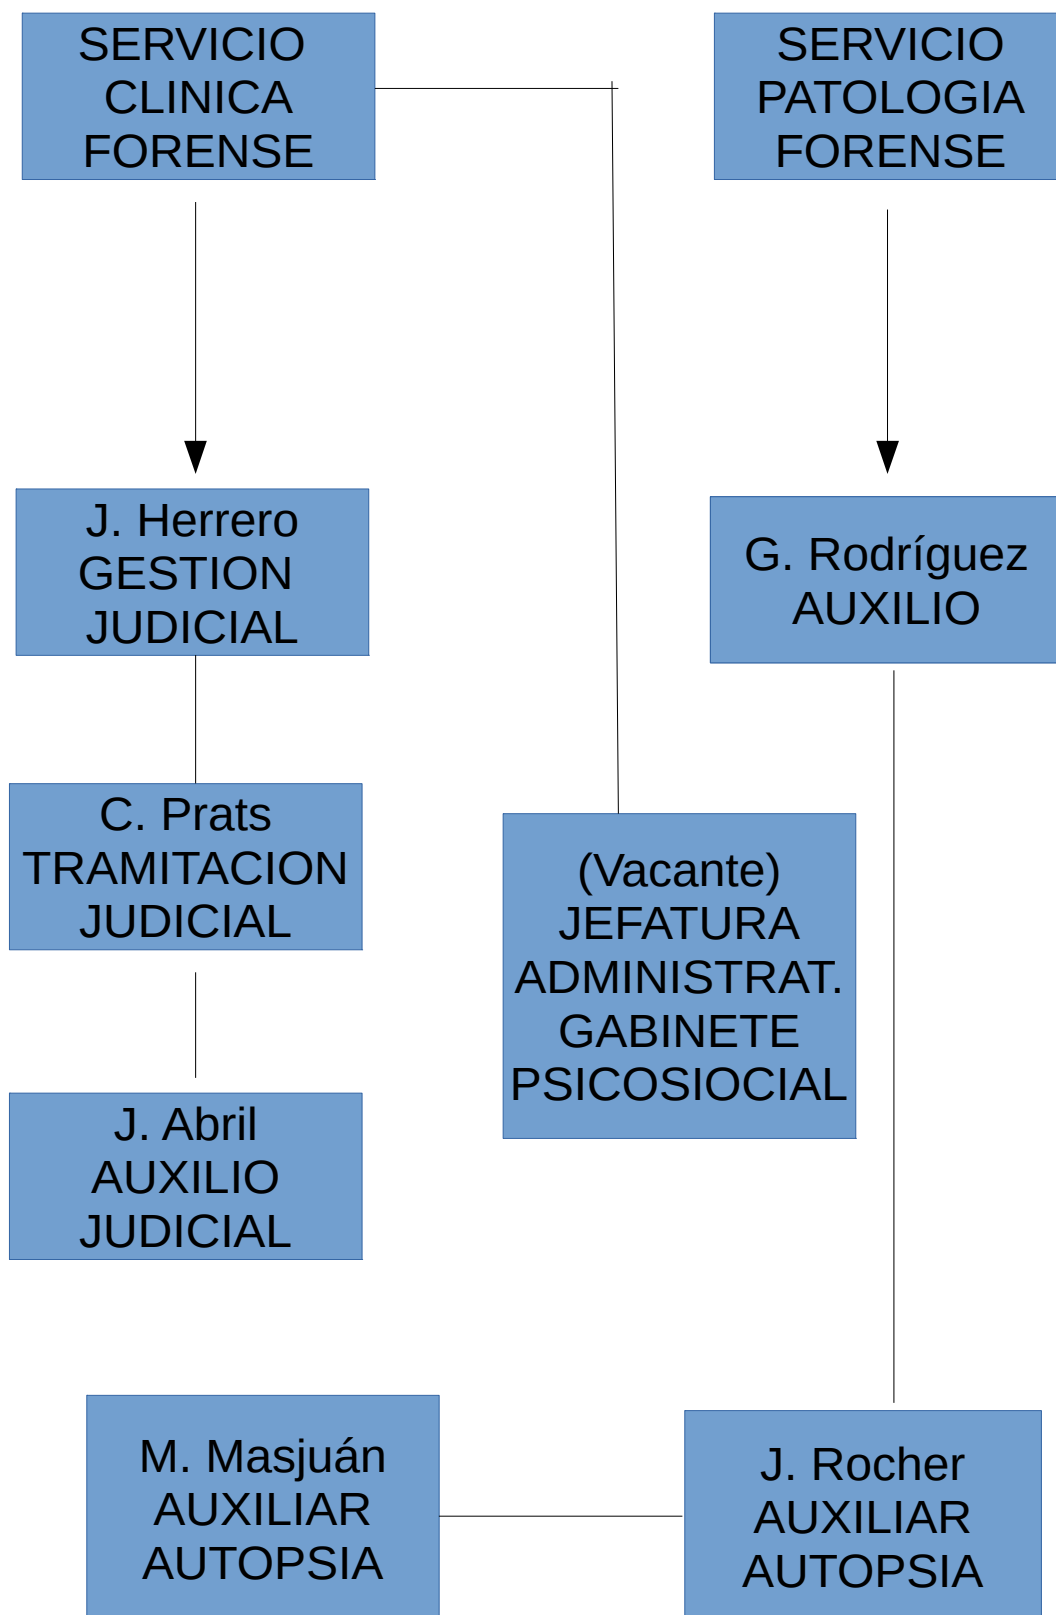 SERVICIO
CLINICA
FORENSE
SERVICIO
PATOLOGIA
FORENSE
J. Herrero
GESTION
JUDICIAL
G. Rodríguez
AUXILIO
C. Prats
TRAMITACION
JUDICIAL
(Vacante)
JEFATURA
ADMINISTRAT.
GABINETE
PSICOSIOCIAL
J. Abril
AUXILIO
JUDICIAL
M. Masjuán
AUXILIAR
AUTOPSIA
J. Rocher
AUXILIAR
AUTOPSIA